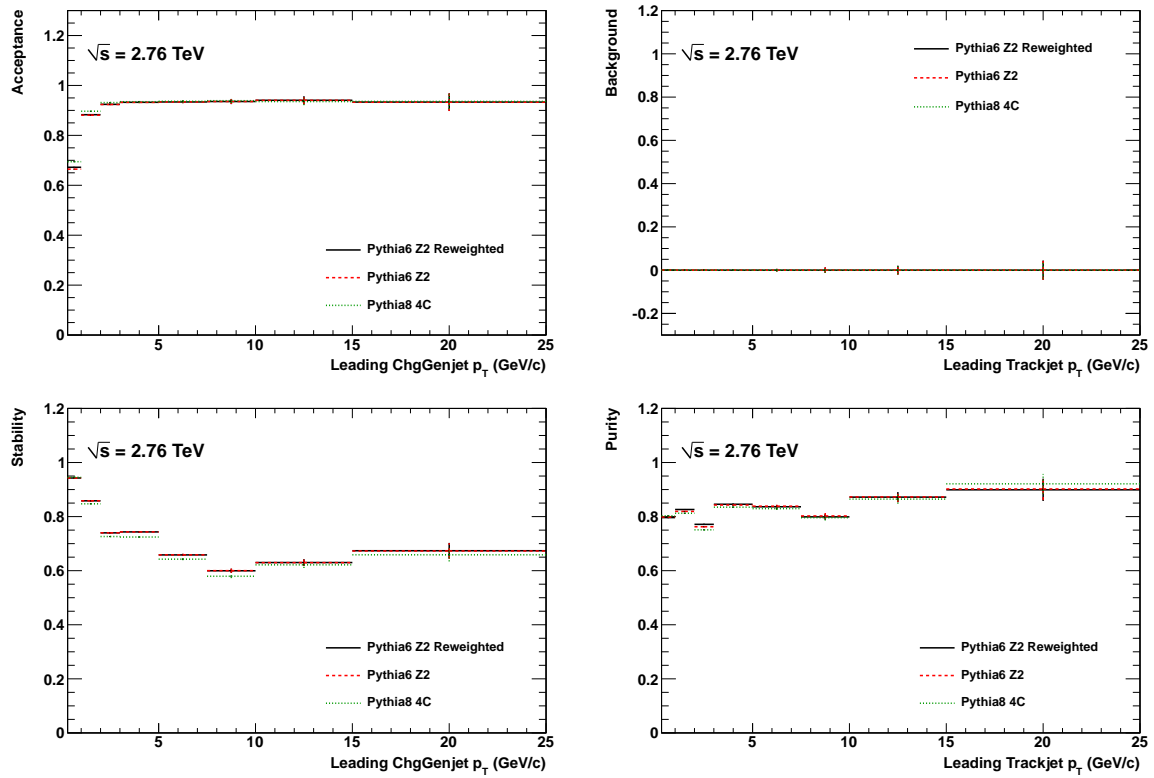 Acceptance
1.2
1
0.8
0.6
0.4
0.2
0
√s = 2.76 TeV
Pythia6 Z2 Reweighted
Pythia6 Z2
Pythia8 4C
5 10 15 20 25
Leading ChgGenjet p_T (GeV/c)
Background
1.2
1
0.8
0.6
0.4
0.2
0
-0.2
√s = 2.76 TeV
Pythia6 Z2 Reweighted
Pythia6 Z2
Pythia8 4C
5 10 15 20 25
Leading Trackjet p_T (GeV/c)
Stability
1.2
1
0.8
0.6
0.4
0.2
0
√s = 2.76 TeV
Pythia6 Z2 Reweighted
Pythia6 Z2
Pythia8 4C
5 10 15 20 25
Leading ChgGenjet p_T (GeV/c)
Purity
1.2
1
0.8
0.6
0.4
0.2
0
√s = 2.76 TeV
Pythia6 Z2 Reweighted
Pythia6 Z2
Pythia8 4C
5 10 15 20 25
Leading Trackjet p_T (GeV/c)